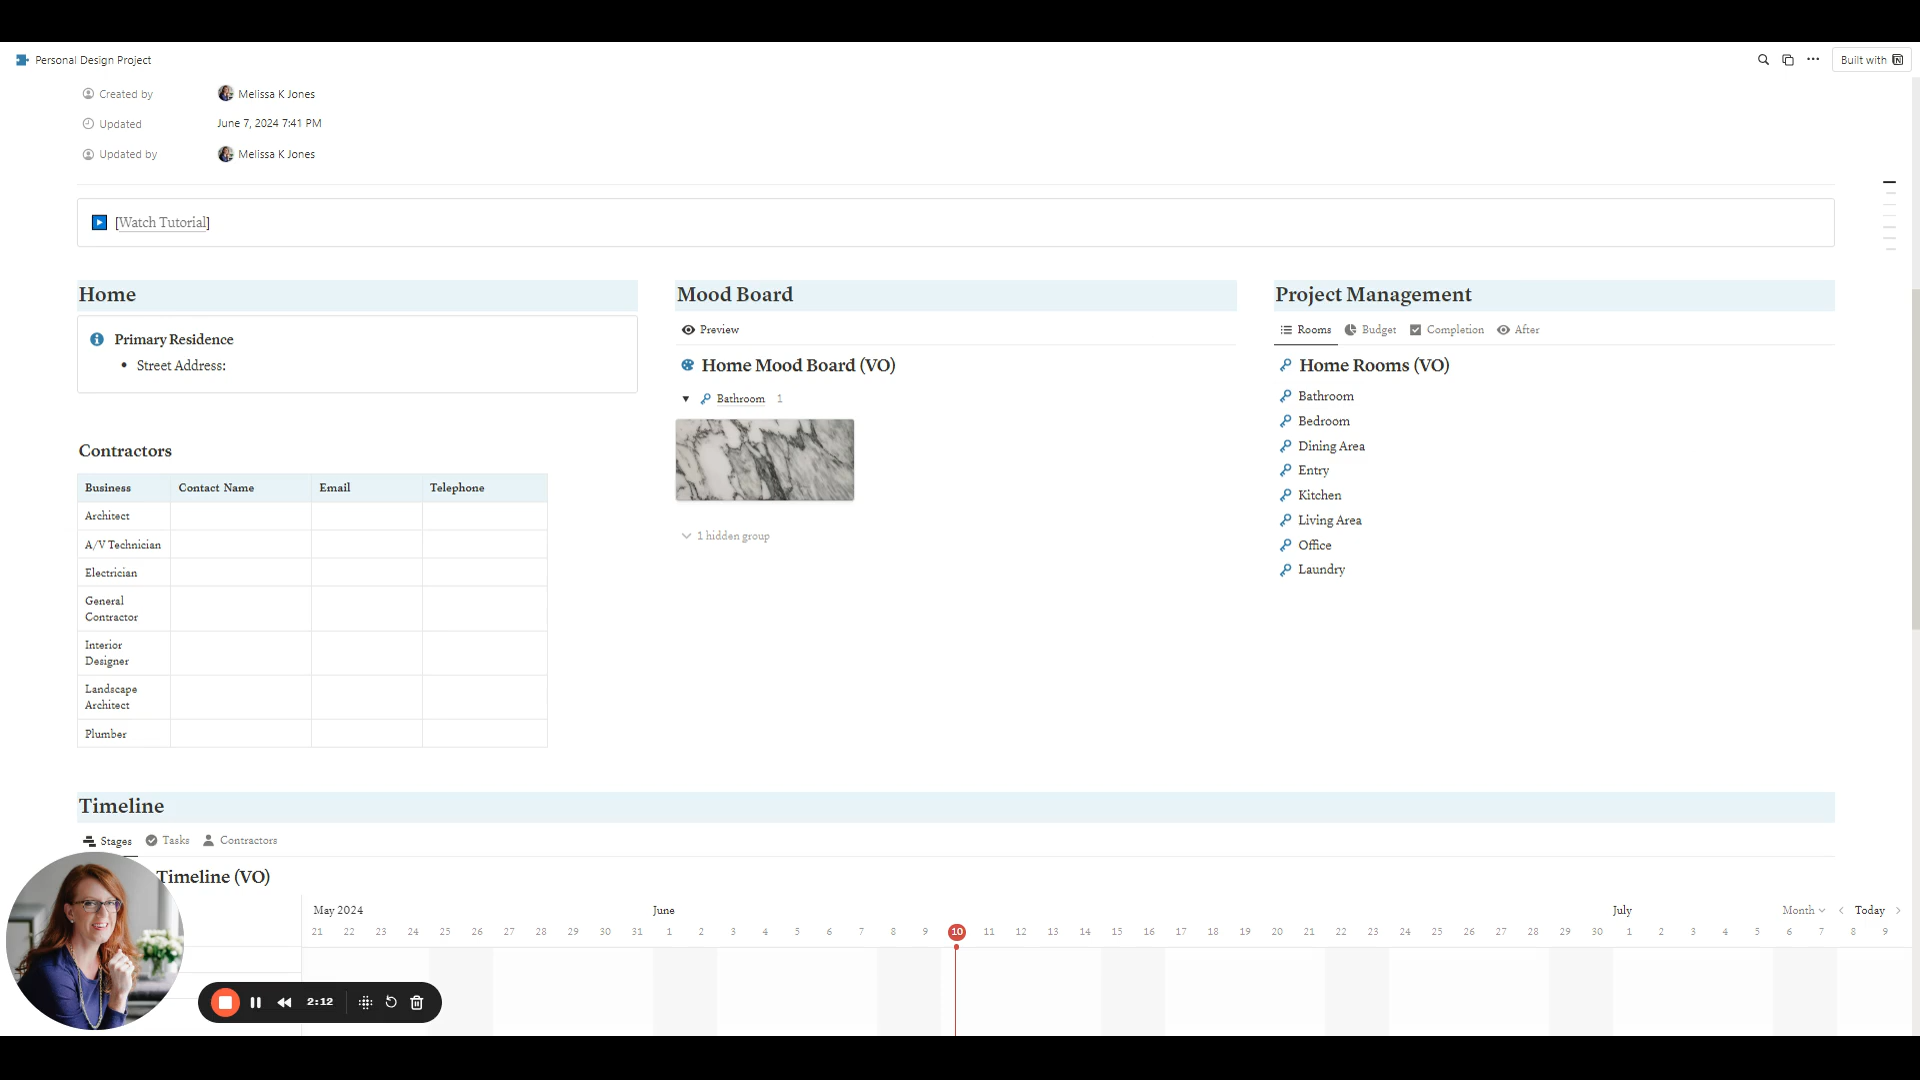 Personal Design Project
Built with
Created by Melissa K Jones
Updated June 7, 2024 7:41 PM
Updated by Melissa K Jones
[Watch Tutorial]
Home
Primary Residence
• Street Address:
Contractors
Business Contact Name Email Telephone
Architect
A/V Technician
Electrician
General
Contractor
Interior
Designer
Landscape
Architect
Plumber
Mood Board
Preview
Home Mood Board (VO)
Bathroom 1
1 hidden group
Project Management
Rooms Budget Completion After
Home Rooms (VO)
Bathroom
Bedroom
Dining Area
Entry
Kitchen
Living Area
Office
Laundry
Timeline
Stages Tasks Contractors
Timeline (VO)
May 2024 June July Month Today
21 22 23 24 25 26 27 28 29 30 31 1 2 3 4 5 6 7 8 9 10 11 12 13 14 15 16 17 18 19 20 21 22 23 24 25 26 27 28 29 30 1 2 3 4 5 6 7 8 9
2:12